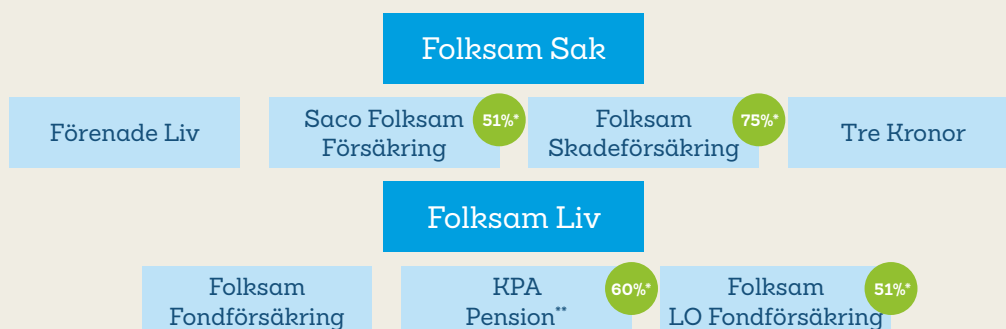 Folksam Sak
Förenade Liv
Saco Folksam
Försäkring
51%*
Folksam
Skadeförsäkring
75%*
Tre Kronor
Folksam Liv
Folksam
Fondförsäkring
KPA
Pension**
60%*
Folksam
LO Fondförsäkring
51%*